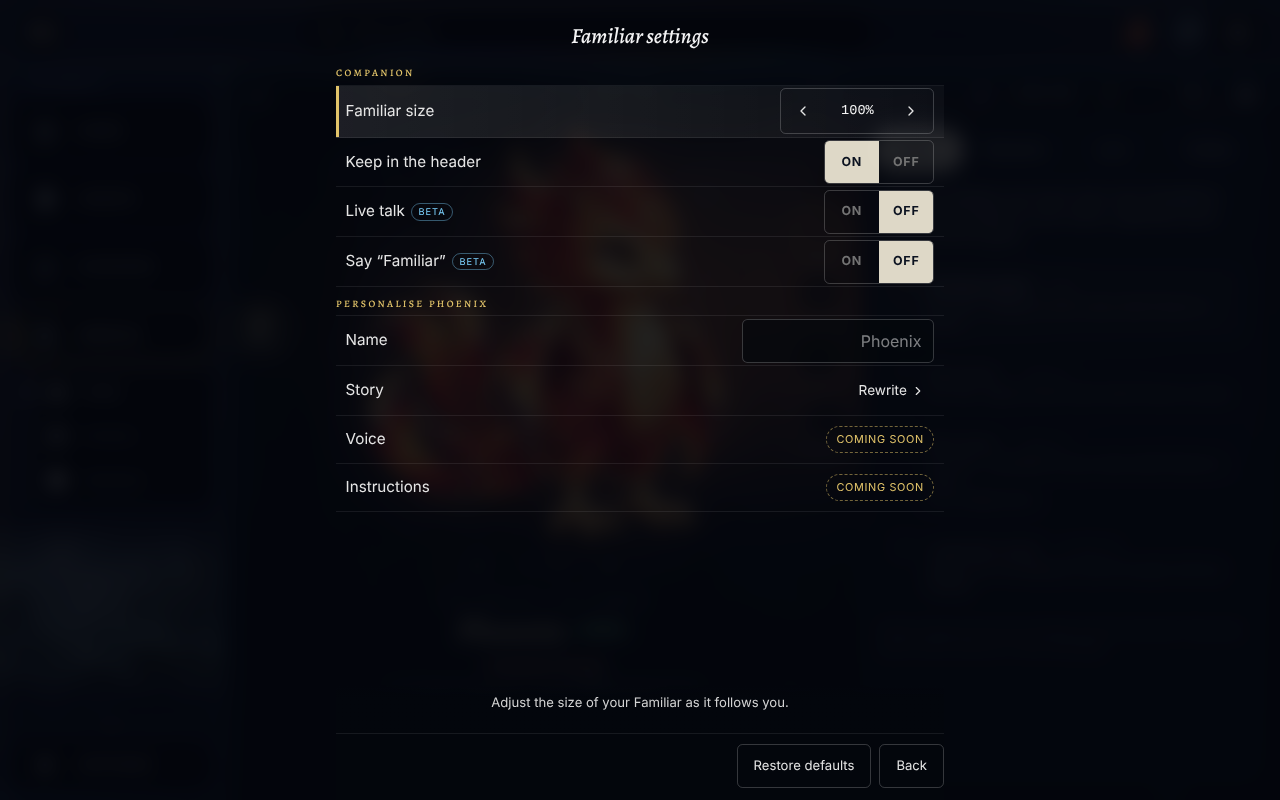 Familiar settings
COMPANION
Familiar size
100%
Keep in the header
ON OFF
Live talk BETA
ON OFF
Say “Familiar” BETA
ON OFF
PERSONALISE PHOENIX
Name
Phoenix
Story
Rewrite
Voice
COMING SOON
Instructions
COMING SOON
Adjust the size of your Familiar as it follows you.
Restore defaults
Back